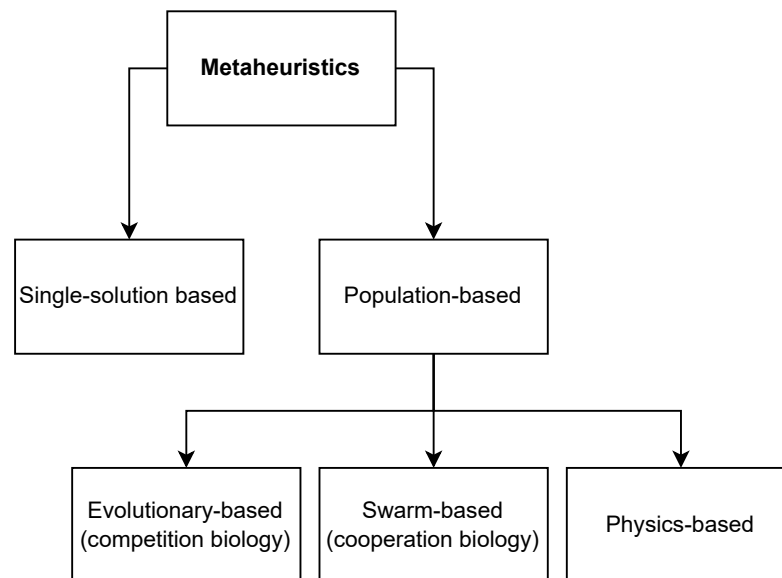 Metaheuristics
Single-solution based
Population-based
Evolutionary-based
(competition biology)
Swarm-based
(cooperation biology)
Physics-based